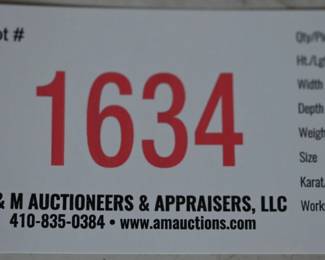 ot #
1634
& M AUCTIONEERS & APPRAISERS, LLC
410-835-0384 • www.amauctions.com
Qty/P
Ht./Lg
Width
Depth
Weigh
Size
Karat
Work